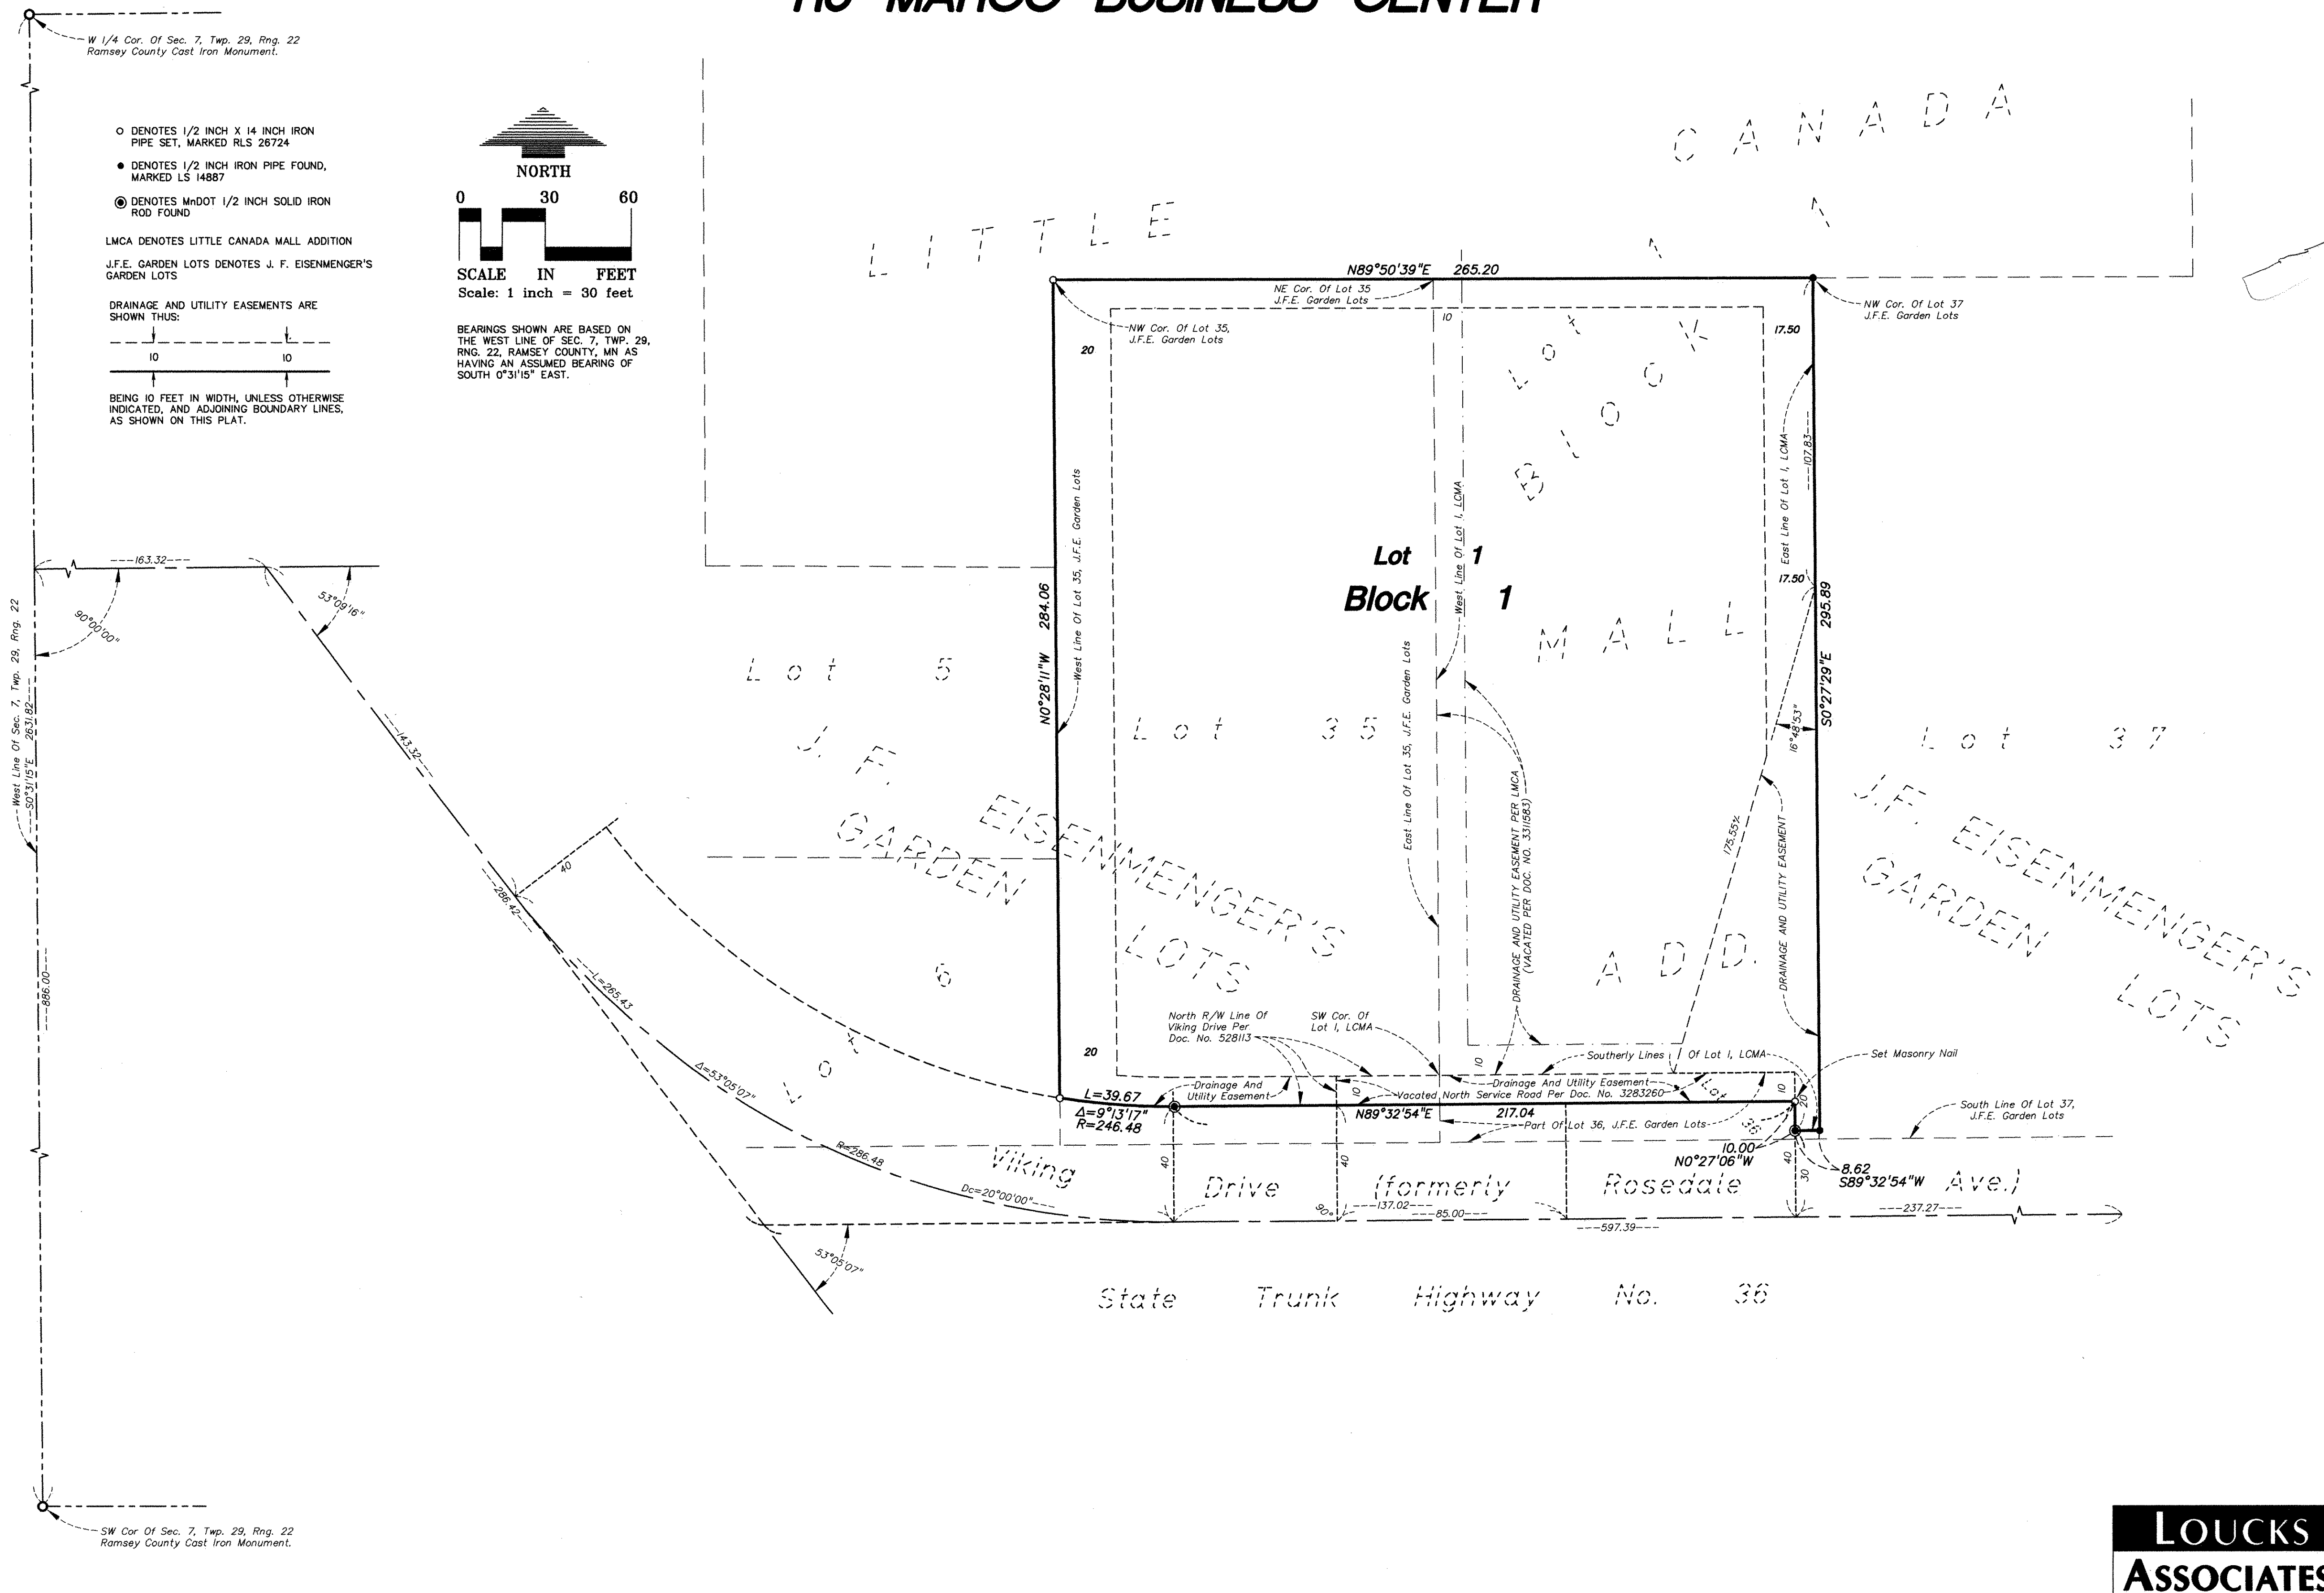 MARCO BUSINESS CENTER
W 1/4 Cor. Of Sec. 7, Twp. 29, Rng. 22
Ramsey County Cast Iron Monument.
DENOTES 1/2 INCH X 14 INCH IRON
PIPE SET, MARKED RLS 26724
DENOTES 1/2 INCH IRON PIPE FOUND,
MARKED LS 14887
DENOTES MnDOT 1/2 INCH SOLID IRON
ROD FOUND
LMCA DENOTES LITTLE CANADA MALL ADDITION
J.F.E. GARDEN LOTS DENOTES J. F. EISENMENGER'S
GARDEN LOTS
DRAINAGE AND UTILITY EASEMENTS ARE
SHOWN THUS:
10 10
BEING 10 FEET IN WIDTH, UNLESS OTHERWISE
INDICATED, AND ADJOINING BOUNDARY LINES,
AS SHOWN ON THIS PLAT.
NORTH
0 30 60
SCALE IN FEET
Scale: 1 inch = 30 feet
BEARINGS SHOWN ARE BASED ON
THE WEST LINE OF SEC. 7, TWP. 29,
RNG. 22, RAMSEY COUNTY, MN AS
HAVING AN ASSUMED BEARING OF
SOUTH 0°31'15" EAST.
LITTLE CANADA
N89°50'39"E 265.20
NE Cor. Of Lot 35
J.F.E. Garden Lots
NW Cor. Of Lot 35,
J.F.E. Garden Lots
NW Cor. Of Lot 37
J.F.E. Garden Lots
10
20
17.50
Lot 1
BLOCK 1
East Line Of Lot 1, LCMA
107.83
West Line Of Lot 35, J.F.E. Garden Lots
West Line Of Lot 1, LCMA
Lot 1
Block 1
17.50
163.32
53°09'16"
90°00'00"
West Line Of Sec. 7, Twp. 29, Rng. 22
S0°31'15"E 2631.82
N0°28'11"W 284.06
S0°27'29"E 295.89
MALL
Lot 5
Lot 35
Lot 37
16°48'53"
143.32
East Line Of Lot 35, J.F.E. Garden Lots
DRAINAGE AND UTILITY EASEMENT PER LMCA
(VACATED PER DOC. NO. 3311583)
175.55%
DRAINAGE AND UTILITY EASEMENT
J. F. EISENMENGER'S
GARDEN LOTS
J.F. EISENMENGER'S
GARDEN LOTS
40
286.42
L=265.43
886.00
Lot 6
ADD.
North R/W Line Of
Viking Drive Per
Doc. No. 528113
SW Cor. Of
Lot 1, LCMA
20
10
Southerly Lines Of Lot 1, LCMA
Set Masonry Nail
Δ=53°05'07"
L=39.67
Δ=9°13'17"
R=246.48
Drainage And
Utility Easement
10
Drainage And Utility Easement
Vacated North Service Road Per Doc. No. 3283260
N89°32'54"E 217.04
Part Of Lot 36, J.F.E. Garden Lots
Lot 36
10
20
South Line Of Lot 37,
J.F.E. Garden Lots
10.00
N0°27'06"W
8.62
S89°32'54"W
R=286.48
Dc=20°00'00"
40
40
40
30
Viking Drive (formerly Rosedale Ave.)
90°
137.02
85.00
597.39
237.27
53°05'07"
State Trunk Highway No. 36
SW Cor Of Sec. 7, Twp. 29, Rng. 22
Ramsey County Cast Iron Monument.
LOUCKS
ASSOCIATES